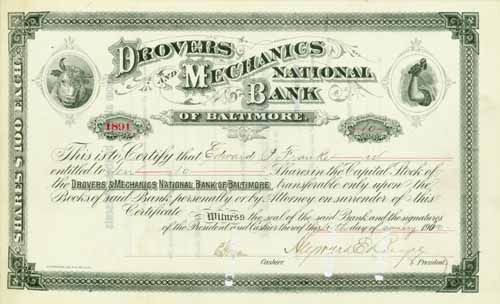 DROVERS
AND MECHANICS
NATIONAL
BANK
OF BALTIMORE.
SHARES $100 EACH.
1891
10
This is to Certify that Edward
entitled to Ten 10 Shares in the Capital Stock of
the DROVERS & MECHANICS NATIONAL BANK OF BALTIMORE, Transferable only upon the
Books of said Bank personally or by Attorney on surrender of this
Certificate
In Witness the seal of the said Bank and the signatures
of the President and Cashier thereof this day of 190
Cashier
President